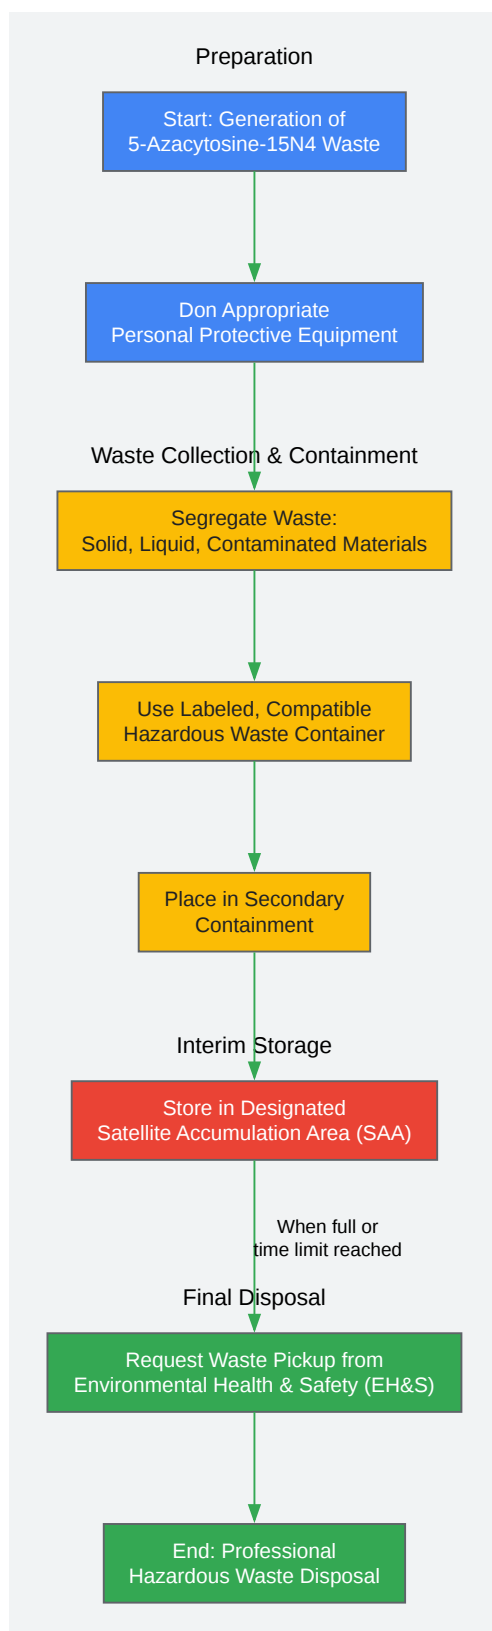 Preparation
Start: Generation of
5-Azacytosine-15N4 Waste
Don Appropriate
Personal Protective Equipment
Waste Collection & Containment
Segregate Waste:
Solid, Liquid, Contaminated Materials
Use Labeled, Compatible
Hazardous Waste Container
Place in Secondary
Containment
Interim Storage
Store in Designated
Satellite Accumulation Area (SAA)
When full or
time limit reached
Final Disposal
Request Waste Pickup from
Environmental Health & Safety (EH&S)
End: Professional
Hazardous Waste Disposal